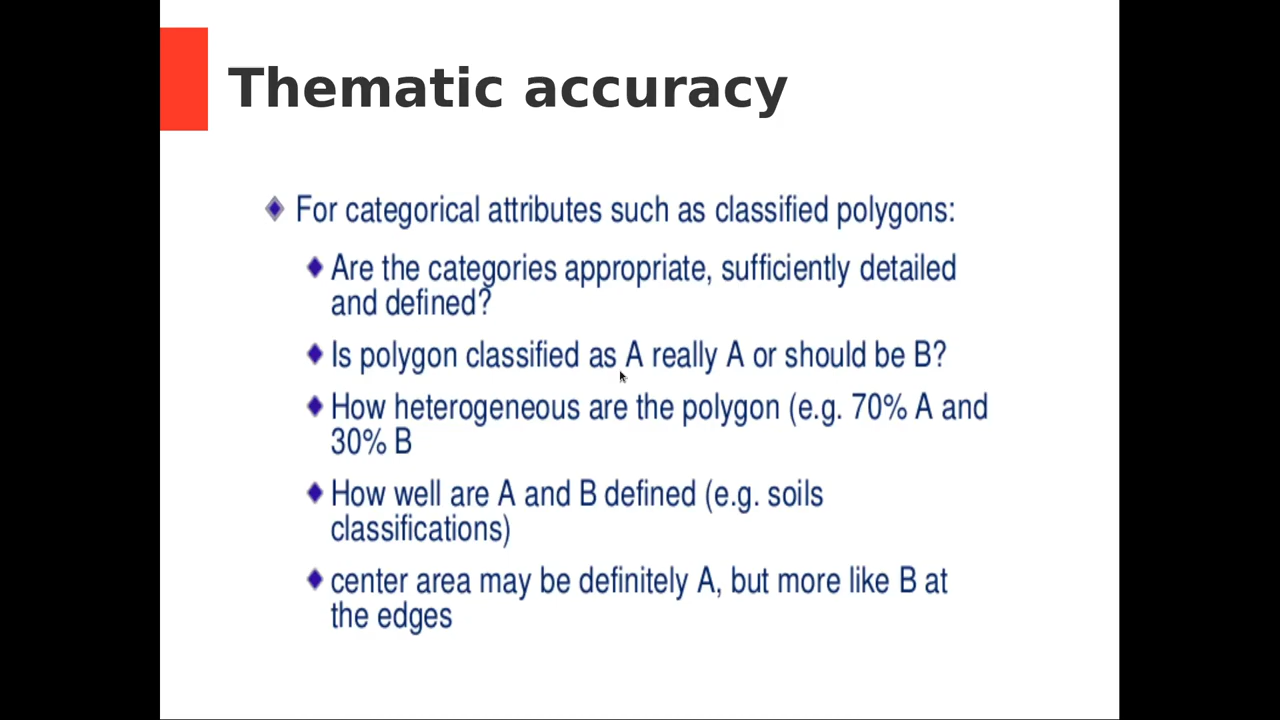 Thematic accuracy
For categorical attributes such as classified polygons:
Are the categories appropriate, sufficiently detailed
and defined?
Is polygon classified as A really A or should be B?
How heterogeneous are the polygon (e.g. 70% A and
30% B
How well are A and B defined (e.g. soils
classifications)
center area may be definitely A, but more like B at
the edges